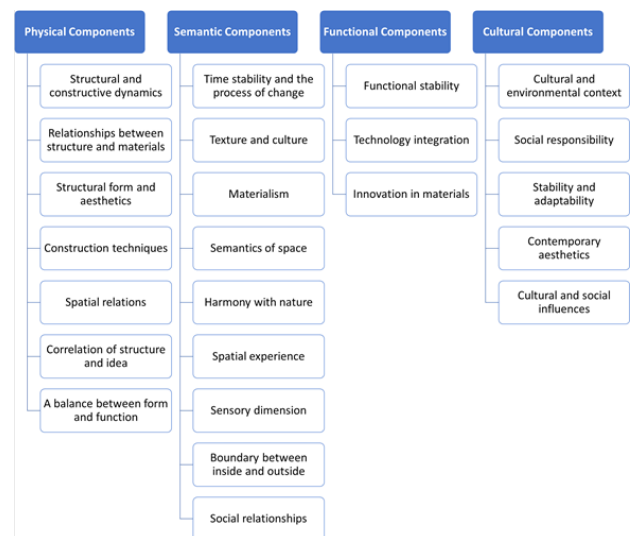 Physical Components
Structural and
constructive dynamics
Relationships between
structure and materials
Structural form and
aesthetics
Construction techniques
Spatial relations
Correlation of structure
and idea
A balance between form
and function
Semantic Components
Time stability and the
process of change
Texture and culture
Materialism
Semantics of space
Harmony with nature
Spatial experience
Sensory dimension
Boundary between
inside and outside
Social relationships
Functional Components
Functional stability
Technology integration
Innovation in materials
Cultural Components
Cultural and
environmental context
Social responsibility
Stability and
adaptability
Contemporary
aesthetics
Cultural and social
influences